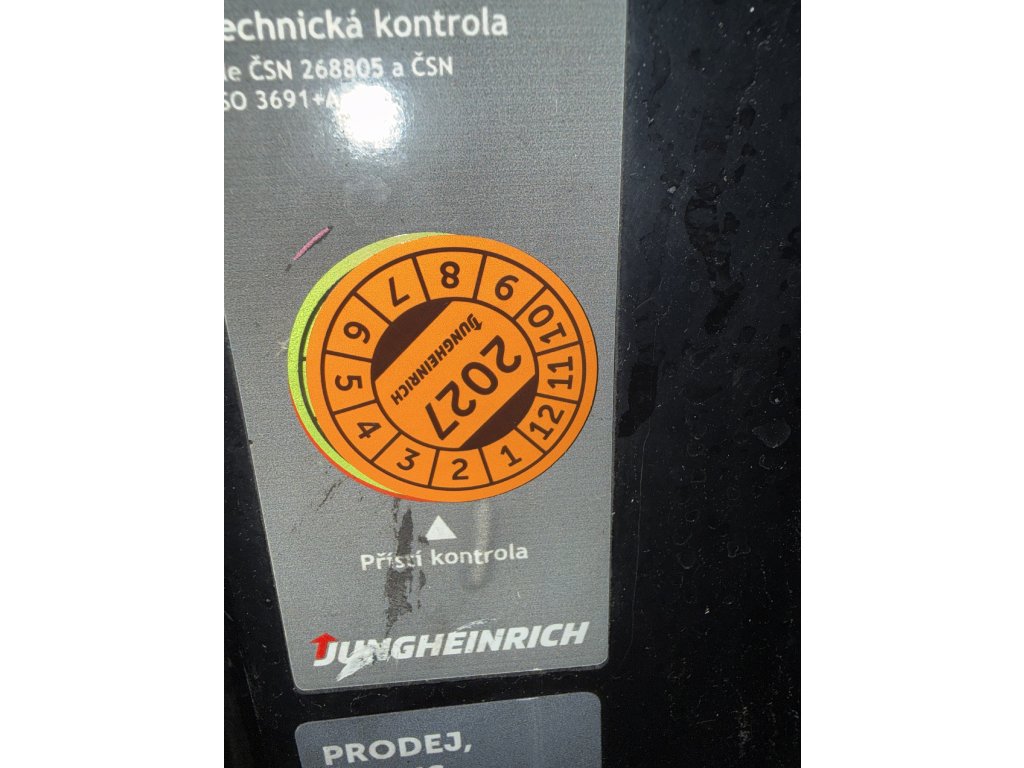 echnická kontrola
le ČSN 268805 a ČSN
SO 3691+A
8
9
10
11
12
1
2
3
4
5
6
7
JUNGHEINRICH
2027
Příští kontrola
JUNGHEINRICH
PRODEJ,